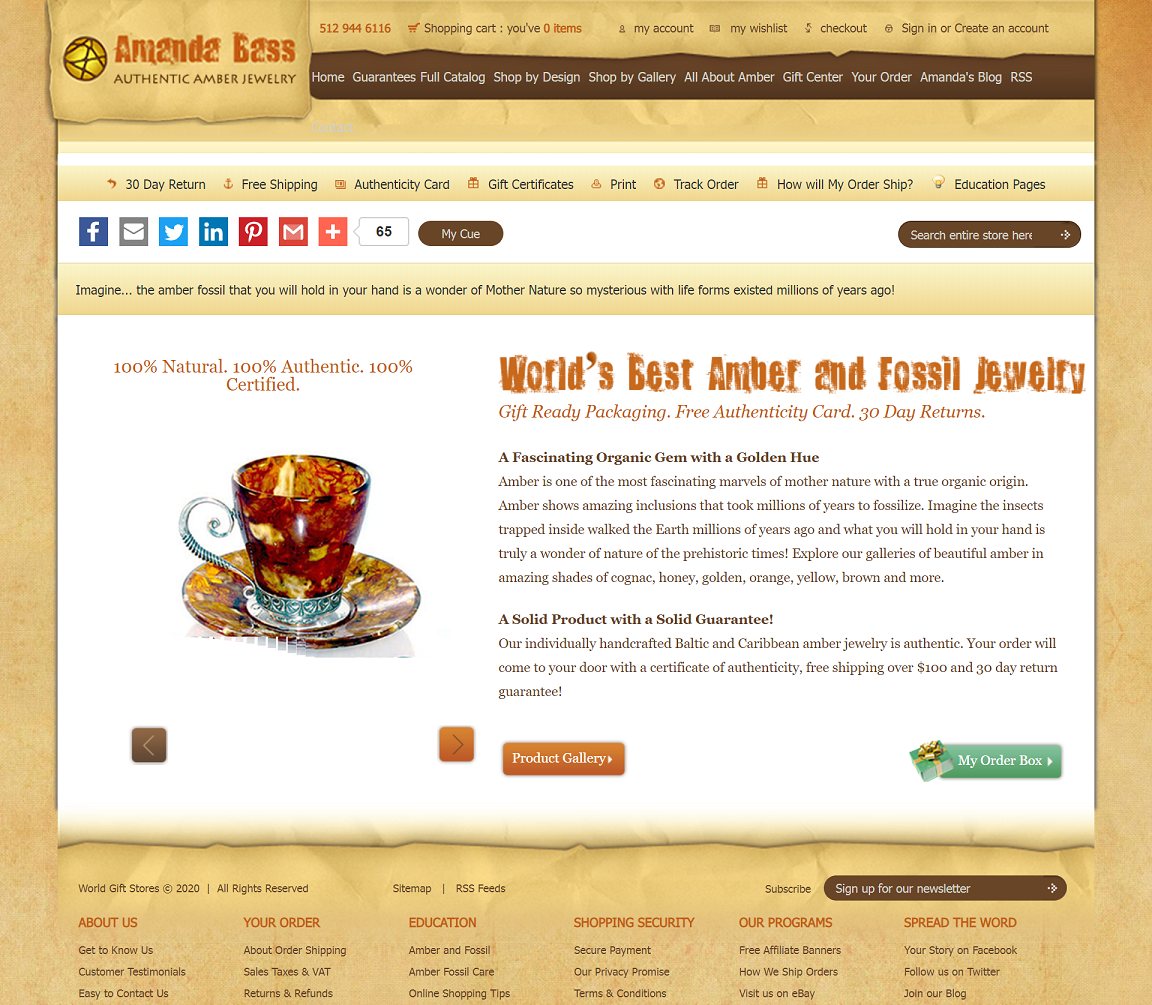 Amanda Bass
AUTHENTIC AMBER JEWELRY
512 944 6116 Shopping cart : you've 0 items my account my wishlist checkout Sign in or Create an account
Home Guarantees Full Catalog Shop by Design Shop by Gallery All About Amber Gift Center Your Order Amanda's Blog RSS
Contact
30 Day Return Free Shipping Authenticity Card Gift Certificates Print Track Order How will My Order Ship? Education Pages
65 My Cue Search entire store here
Imagine... the amber fossil that you will hold in your hand is a wonder of Mother Nature so mysterious with life forms existed millions of years ago!
100% Natural. 100% Authentic. 100%
Certified.
World's Best Amber and Fossil Jewelry
Gift Ready Packaging. Free Authenticity Card. 30 Day Returns.
A Fascinating Organic Gem with a Golden Hue
Amber is one of the most fascinating marvels of mother nature with a true organic origin.
Amber shows amazing inclusions that took millions of years to fossilize. Imagine the insects
trapped inside walked the Earth millions of years ago and what you will hold in your hand is
truly a wonder of nature of the prehistoric times! Explore our galleries of beautiful amber in
amazing shades of cognac, honey, golden, orange, yellow, brown and more.
A Solid Product with a Solid Guarantee!
Our individually handcrafted Baltic and Caribbean amber jewelry is authentic. Your order will
come to your door with a certificate of authenticity, free shipping over $100 and 30 day return
guarantee!
Product Gallery My Order Box
World Gift Stores © 2020 | All Rights Reserved Sitemap | RSS Feeds Subscribe Sign up for our newsletter
ABOUT US YOUR ORDER EDUCATION SHOPPING SECURITY OUR PROGRAMS SPREAD THE WORD
Get to Know Us About Order Shipping Amber and Fossil Secure Payment Free Affiliate Banners Your Story on Facebook
Customer Testimonials Sales Taxes & VAT Amber Fossil Care Our Privacy Promise How We Ship Orders Follow us on Twitter
Easy to Contact Us Returns & Refunds Online Shopping Tips Terms & Conditions Visit us on eBay Join our Blog